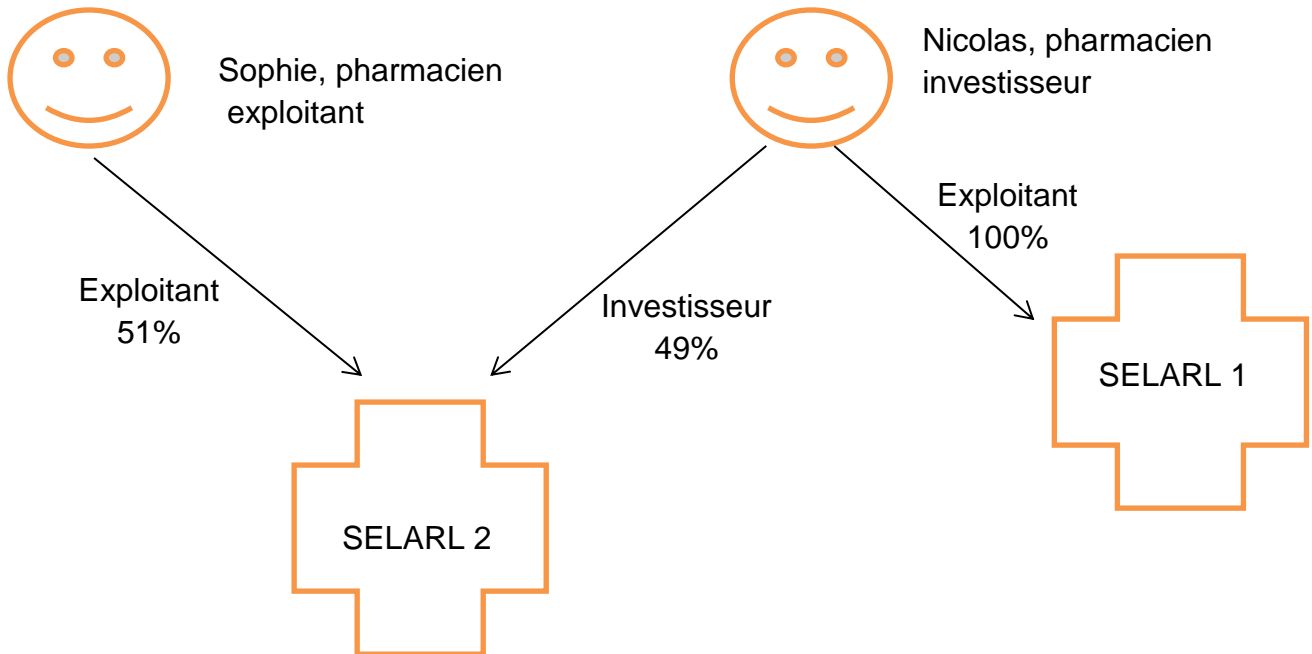 Sophie, pharmacien
exploitant
Nicolas, pharmacien
investisseur
Exploitant
51%
Investisseur
49%
Exploitant
100%
SELARL 1
SELARL 2